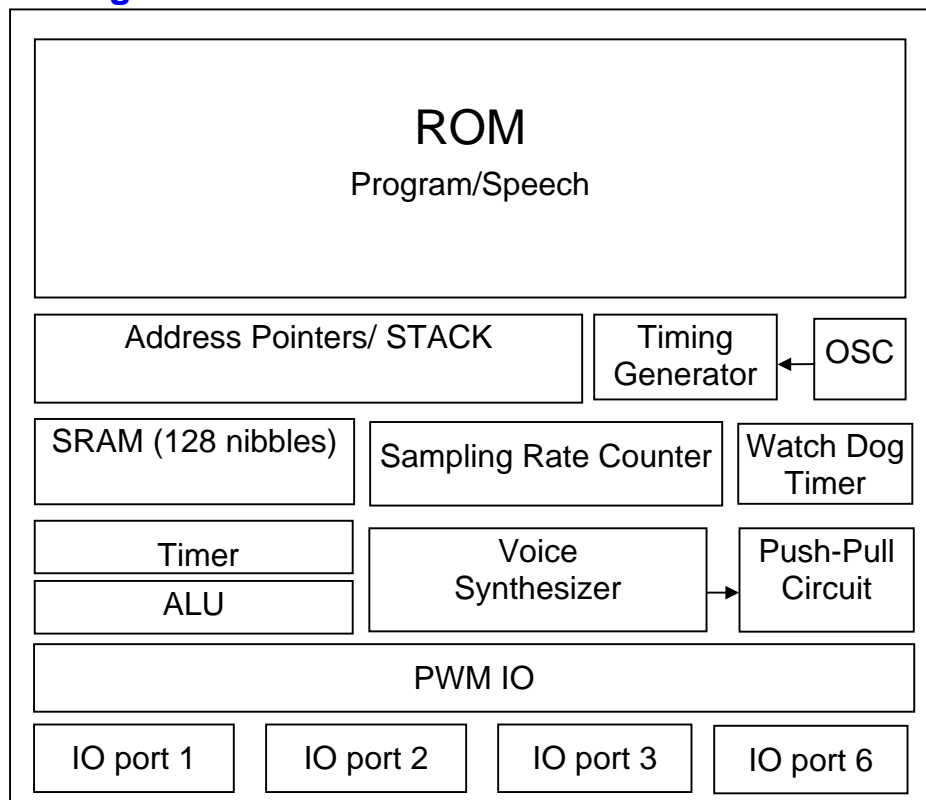 ROM
Program/Speech
Address Pointers/ STACK
Timing
Generator
OSC
SRAM (128 nibbles)
Sampling Rate Counter
Watch Dog
Timer
Timer
ALU
Voice
Synthesizer
Push-Pull
Circuit
PWM IO
IO port 1
IO port 2
IO port 3
IO port 6